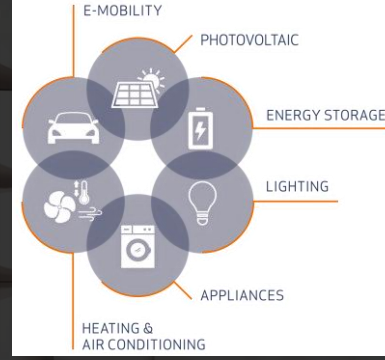 E-MOBILITY
PHOTOVOLTAIC
ENERGY STORAGE
LIGHTING
APPLIANCES
HEATING &
AIR CONDITIONING